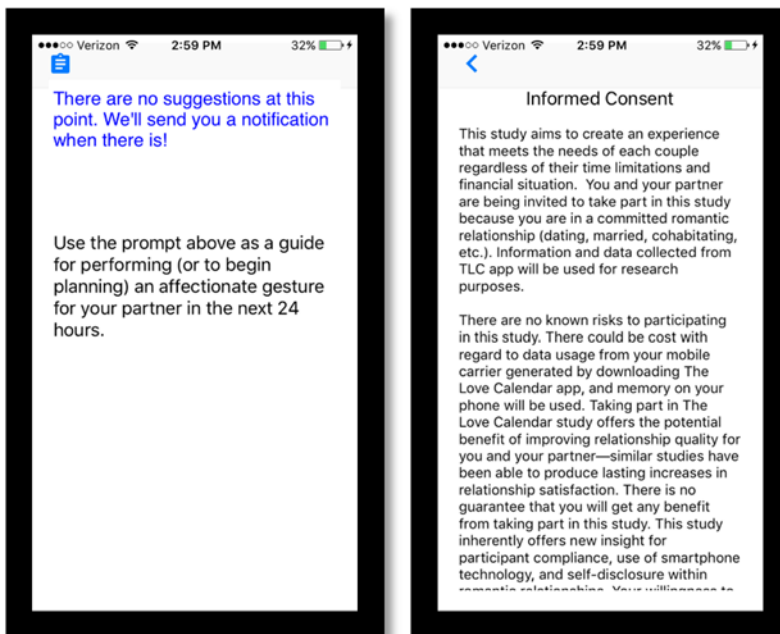 Verizon 2:59 PM 32%
There are no suggestions at this
point. We'll send you a notification
when there is!
Use the prompt above as a guide
for performing (or to begin
planning) an affectionate gesture
for your partner in the next 24
hours.
Verizon 2:59 PM 32%
Informed Consent
This study aims to create an experience
that meets the needs of each couple
regardless of their time limitations and
financial situation.  You and your partner
are being invited to take part in this study
because you are in a committed romantic
relationship (dating, married, cohabitating,
etc.). Information and data collected from
TLC app will be used for research
purposes.
There are no known risks to participating
in this study. There could be cost with
regard to data usage from your mobile
carrier generated by downloading The
Love Calendar app, and memory on your
phone will be used. Taking part in The
Love Calendar study offers the potential
benefit of improving relationship quality for
you and your partner—similar studies have
been able to produce lasting increases in
relationship satisfaction. There is no
guarantee that you will get any benefit
from taking part in this study. This study
inherently offers new insight for
participant compliance, use of smartphone
technology, and self-disclosure within
romantic relationships. Your willingness to